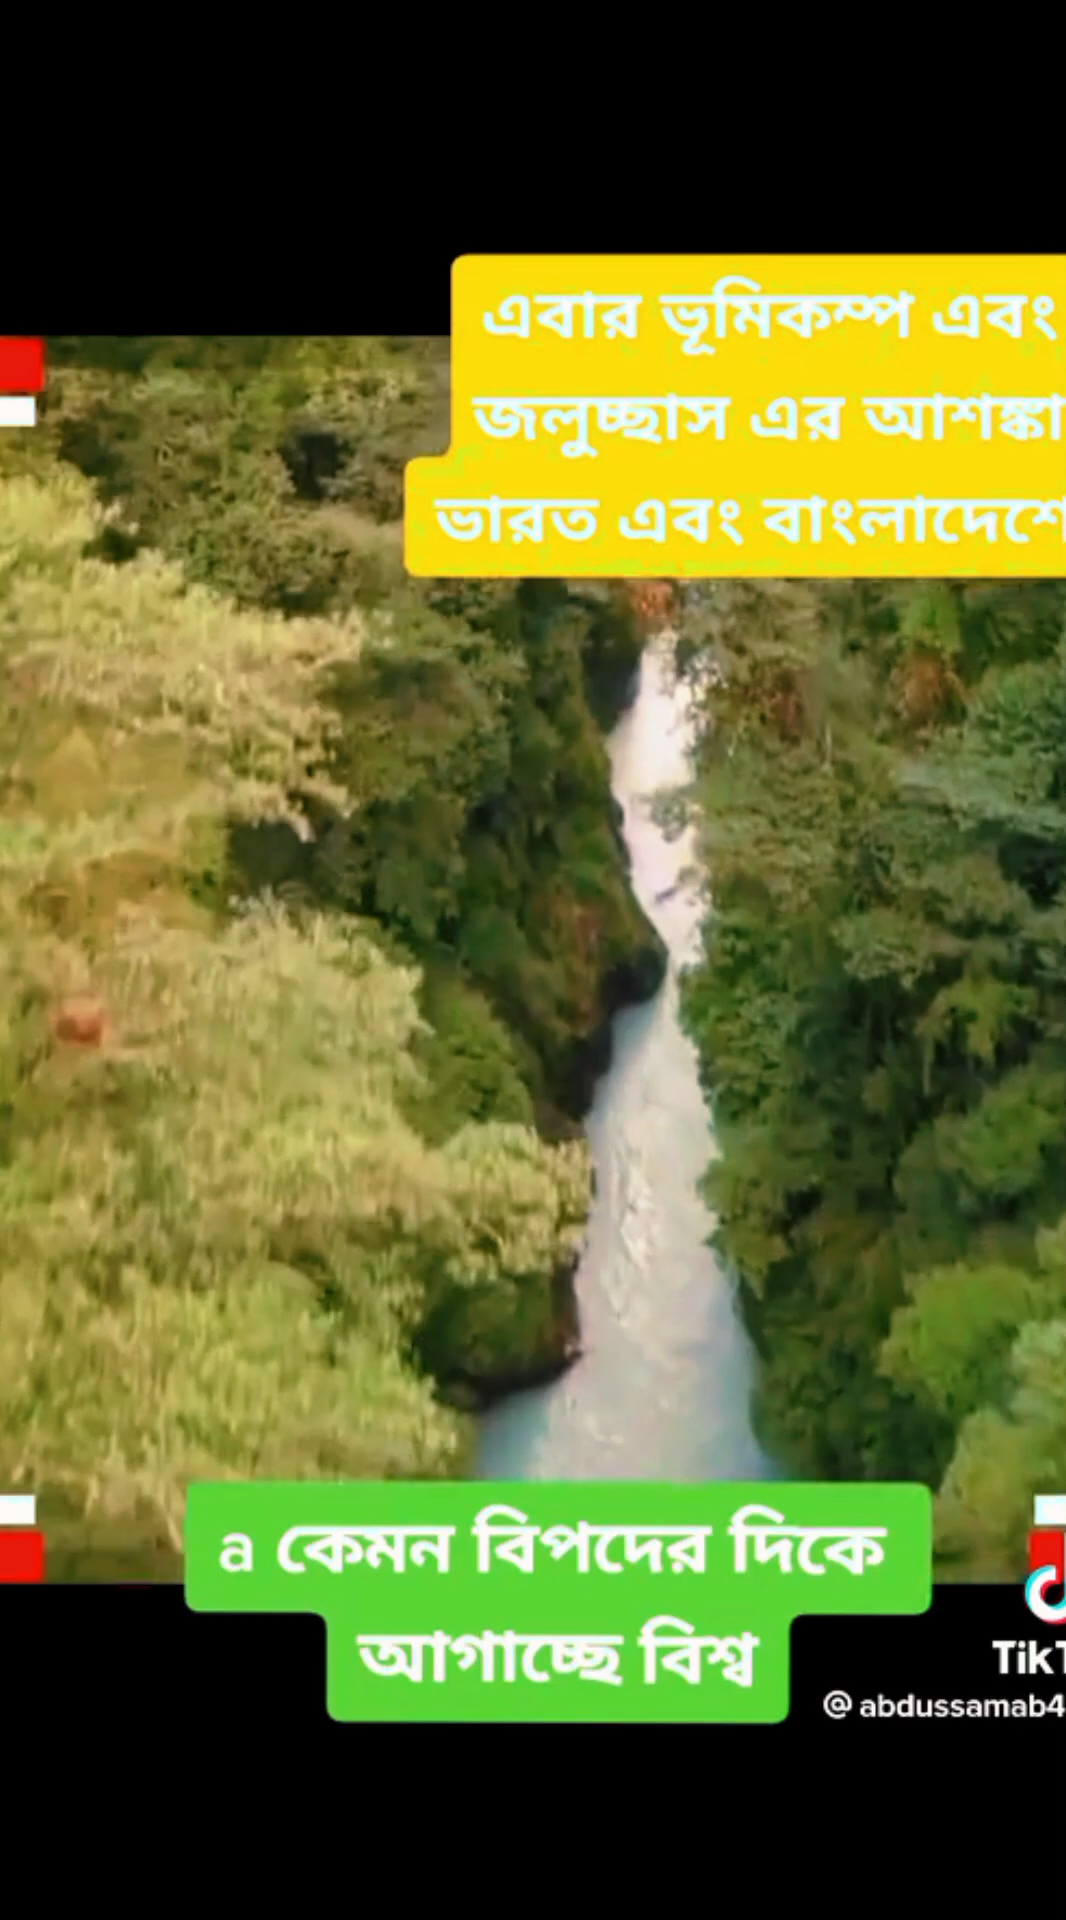 এবার ভূমিকম্প এবং
জলুচ্ছাস এর আশঙ্কা
ভারত এবং বাংলাদেশে
a কেমন বিপদের দিকে
আগাচ্ছে বিশ্ব
TikT
@ abdussamab4